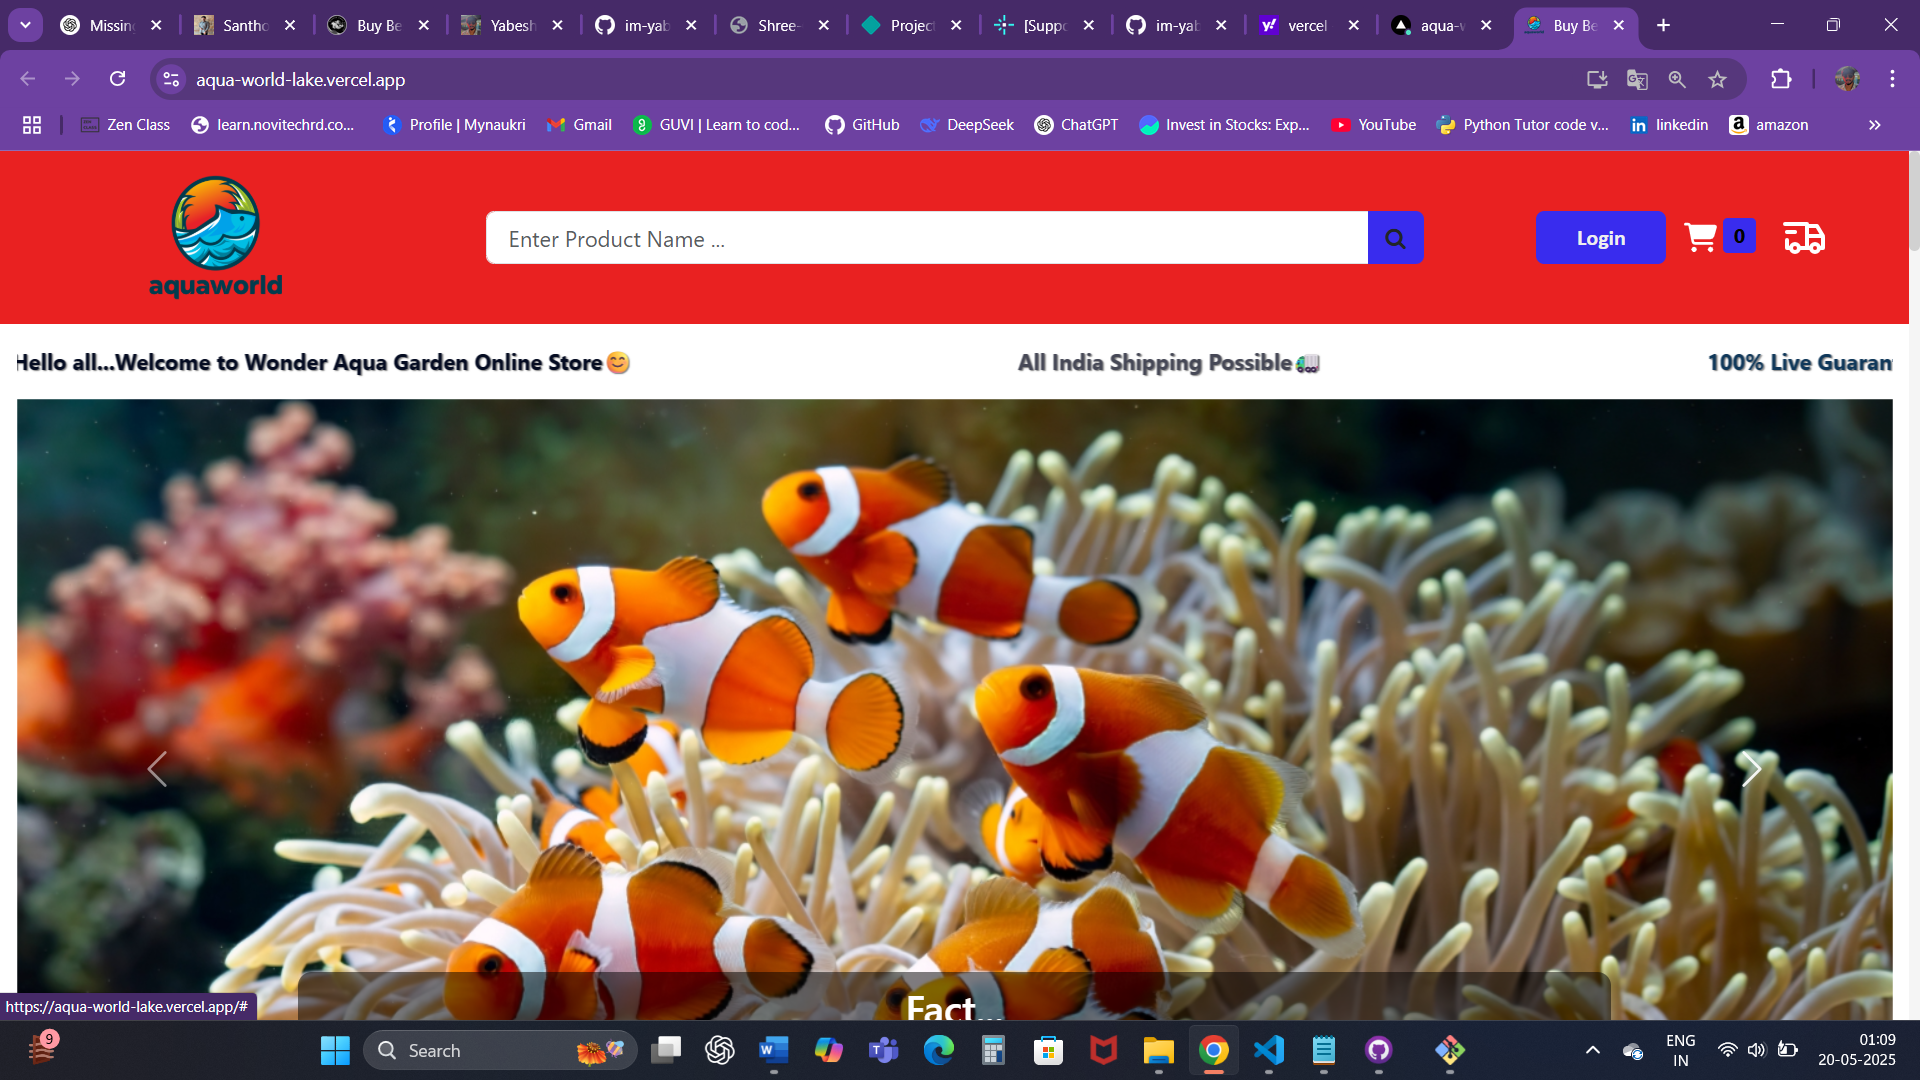 Missin
Santho
Buy Be
Yabesh
im-yab
Shree-
Projec
[Suppo
im-yab
vercel
aqua-w
Buy Be
aqua-world-lake.vercel.app
Zen Class
learn.novitechrd.co...
Profile | Mynaukri
Gmail
GUVI | Learn to cod...
GitHub
DeepSeek
ChatGPT
Invest in Stocks: Exp...
YouTube
Python Tutor code v...
linkedin
amazon
aquaworld
Enter Product Name ...
Login
0
Hello all...Welcome to Wonder Aqua Garden Online Store😊
All India Shipping Possible🚛
100% Live Guaran
Fact...
https://aqua-world-lake.vercel.app/#
9
Search
ENG
IN
01:09
20-05-2025